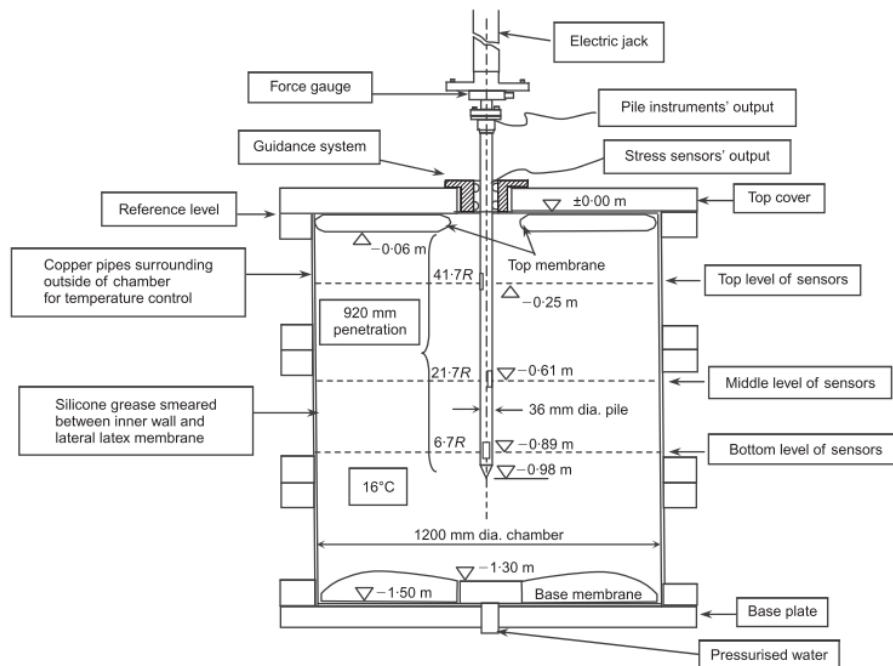 Electric jack
Force gauge
Pile instruments' output
Guidance system
Stress sensors' output
±0·00 m
Top cover
Reference level
−0·06 m
Top membrane
Copper pipes surrounding
outside of chamber
for temperature control
41·7R
Top level of sensors
−0·25 m
920 mm
penetration
21·7R
−0·61 m
Middle level of sensors
Silicone grease smeared
between inner wall and
lateral latex membrane
36 mm dia. pile
6·7R
−0·89 m
Bottom level of sensors
−0·98 m
16°C
1200 mm dia. chamber
−1·30 m
−1·50 m
Base membrane
Base plate
Pressurised water